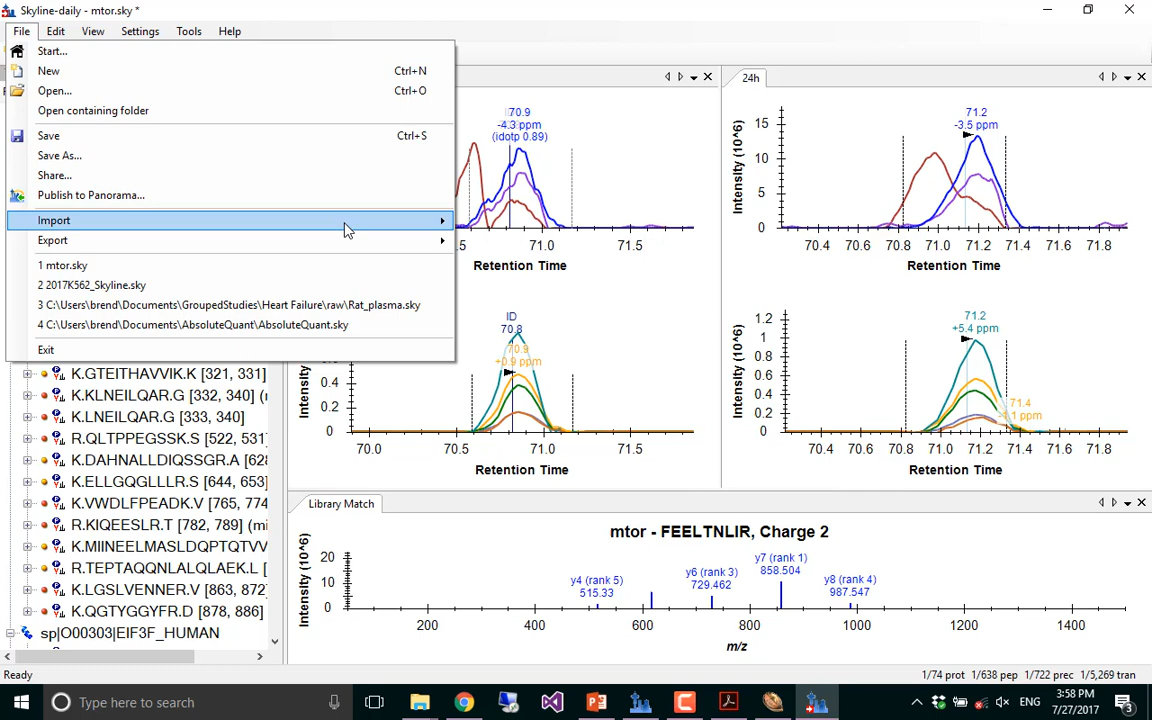 Skyline-daily - mtor.sky *
File Edit View Settings Tools Help
Start...
New Ctrl+N
Open... Ctrl+O
Open containing folder
Save Ctrl+S
Save As...
Share...
Publish to Panorama...
Import
Export
1 mtor.sky
2 2017K562_Skyline.sky
3 C:\Users\brend\Documents\GroupedStudies\Heart Failure\raw\Rat_plasma.sky
4 C:\Users\brend\Documents\AbsoluteQuant\AbsoluteQuant.sky
Exit
70.9
-4.3 ppm
(idotp 0.89)
.5 71.0 71.5
Retention Time
24h
Intensity (10^6)
15
10
5
0
71.2
-3.5 ppm
70.4 70.6 70.8 71.0 71.2 71.4 71.6 71.8
Retention Time
ID
70.8
70.9
+0.9 ppm
0.4
0.2
0
70.0 70.5 71.0 71.5
Retention Time
Intensity (10^6)
1.2
1
0.8
0.6
0.4
0.2
0
71.2
+5.4 ppm
71.4
70.4 70.6 70.8 71.0 71.2 71.4 71.6 71.8
Retention Time
K.GTEITHAVVIK.K [321, 331]
K.KLNEILQAR.G [332, 340] (
K.LNEILQAR.G [333, 340]
R.QLTPPEGSSK.S [522, 531]
K.DAHNALLDIQSSGR.A [628
K.ELLGQGLLLR.S [644, 653]
K.VWDLFPEADK.V [765, 774
R.KIQEESLR.T [782, 789] (mi
K.MIINEELMASLDQPTQTVV
R.TEPTAQQNLALQLAEK.L
K.LGSLVENNER.V [863, 872]
K.QGTYGGYFR.D [878, 886]
sp|O00303|EIF3F_HUMAN
Library Match
mtor - FEELTNLIR, Charge 2
Intensity (10^6)
20
10
0
y4 (rank 5)
515.33
y6 (rank 3)
729.462
y7 (rank 1)
858.504
y8 (rank 4)
987.547
200 400 600 800 1000 1200 1400
m/z
Ready 1/74 prot 1/638 pep 1/722 prec 1/5,269 tran
Type here to search
ENG
3:58 PM
7/27/2017
3